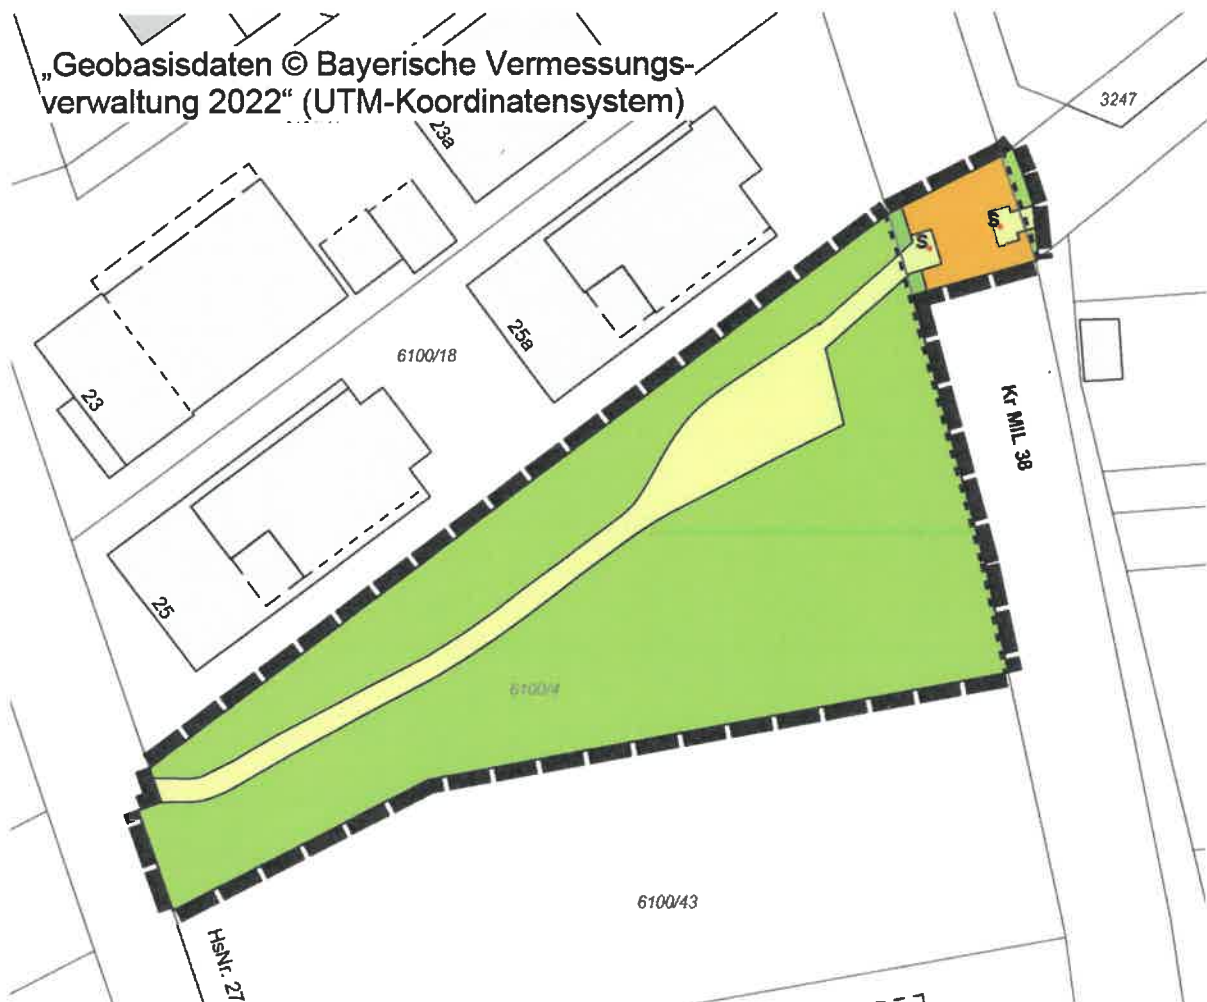 „Geobasisdaten © Bayerische Vermessungs-
verwaltung 2022“ (UTM-Koordinatensystem)
3247
23a
S
S
25a
6100/18
23
Kr MIL 38
25
6100/4
6100/43
HsNr. 27